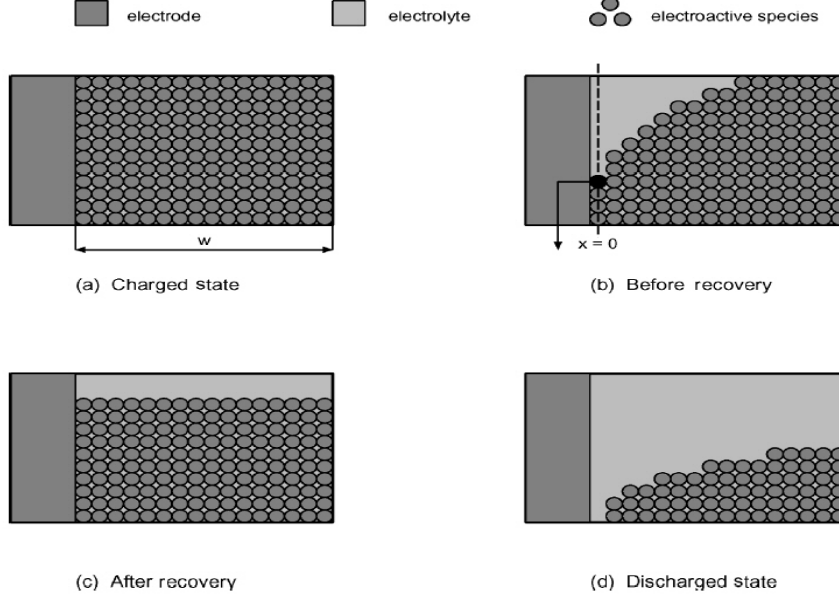 electrode electrolyte electroactive species
w
x = 0
(a) Charged state (b) Before recovery
(c) After recovery (d) Discharged state